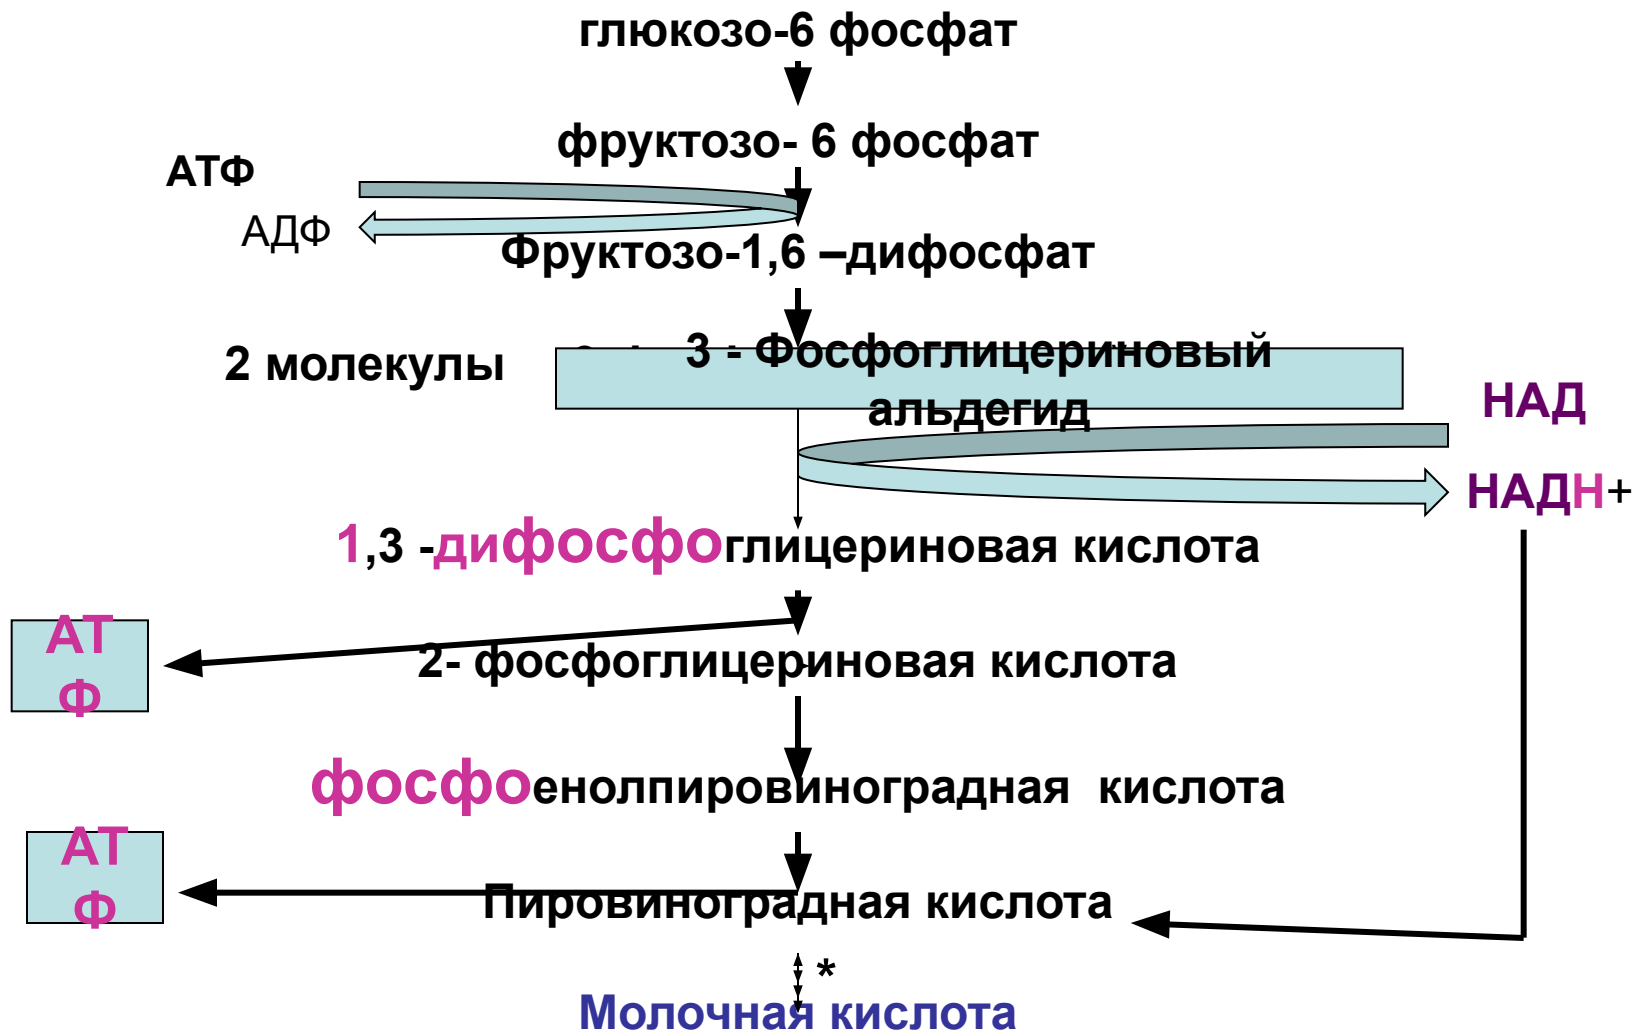 глюкозо-6 фосфат
фруктозо- 6 фосфат
АТФ
АДФ
Фруктозо-1,6 –дифосфат
2 молекулы
3 - Фосфоглицериновый
альдегид
НАД
НАДН+
1,3 -дифосфоглицериновая кислота
АТ
Ф
2- фосфоглицериновая кислота
фосфоенолпировиноградная  кислота
АТ
Ф
Пировиноградная кислота
*
Молочная кислота